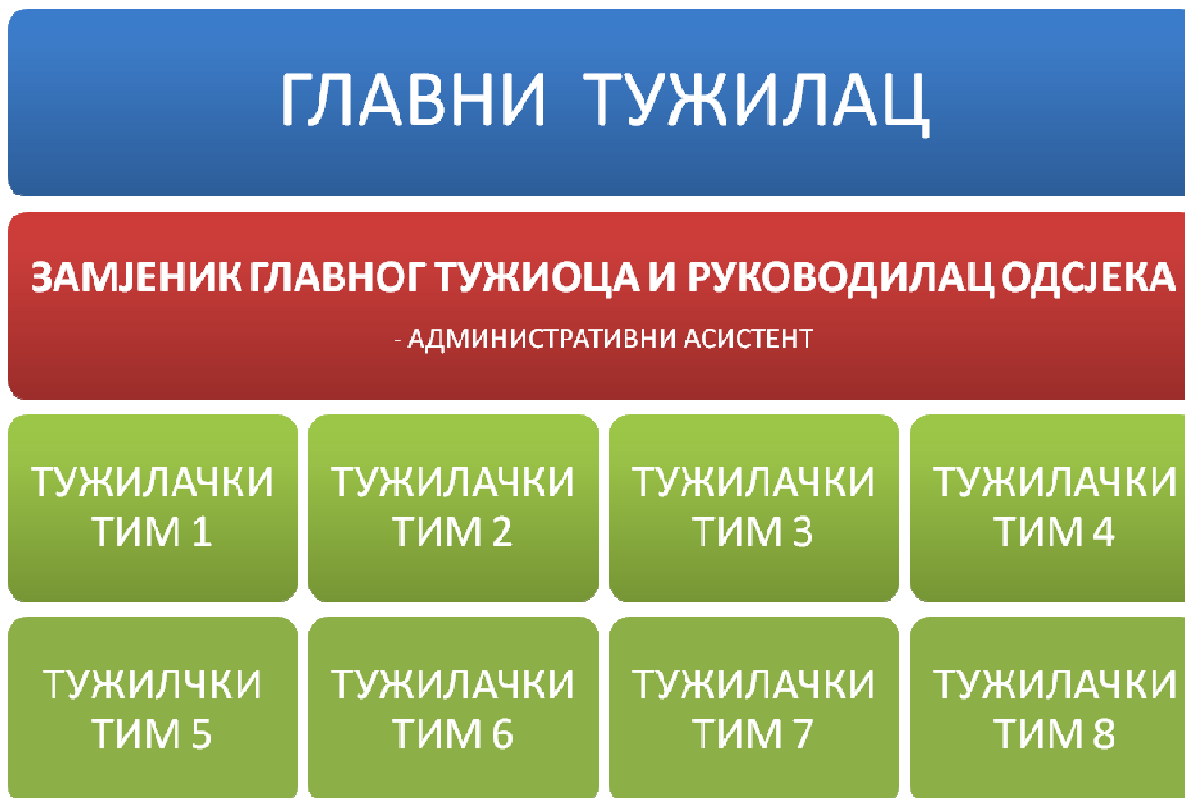 ГЛАВНИ ТУЖИЛАЦ
ЗАМЈЕНИК ГЛАВНОГ ТУЖИОЦА И РУКОВОДИЛАЦ ОДСЈЕКА
- АДМИНИСТРАТИВНИ АСИСТЕНТ
ТУЖИЛАЧКИ
ТИМ 1
ТУЖИЛАЧКИ
ТИМ 2
ТУЖИЛАЧКИ
ТИМ 3
ТУЖИЛАЧКИ
ТИМ 4
ТУЖИЛЧКИ
ТИМ 5
ТУЖИЛАЧКИ
ТИМ 6
ТУЖИЛАЧКИ
ТИМ 7
ТУЖИЛАЧКИ
ТИМ 8